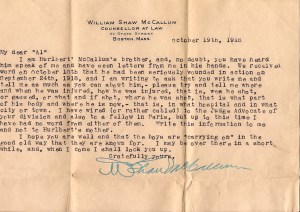 WILLIAM SHAW McCALLUM
COUNSELLOR AT LAW
BOSTON, MASS.
October 19th, 1918
My dear "Al"
I am Hurlbert McCallum's brother, and, no doubt, you have heard
him speak of me and have seen letters from me in his hands. We received
word on October 18th that he had been seriously wounded in action on
September 24th, 1918, and I am writing to ask that you write me and
tell me as much as you can about him,- please try and tell me where
and when he was wounded, how he was injured, that is, was he shot,
or gassed, or what and if shot, where was the shot, that is what part
of his body and where he is now,- that is, in what hospital and in what
city or town. I have wired (or rather cabled) to the Judge Advocate of
your division and also to a fellow in Paris, but up to this time I
have had no word from either of them. Write this information to me
and not to Hurlbert's mother.
I hope you are well and that the boys are "carrying on" in the
good old way that they are known for. I may be over there in a short
while, and, when I come I shall look you up.
Gratefully yours,
W Shaw McCallum